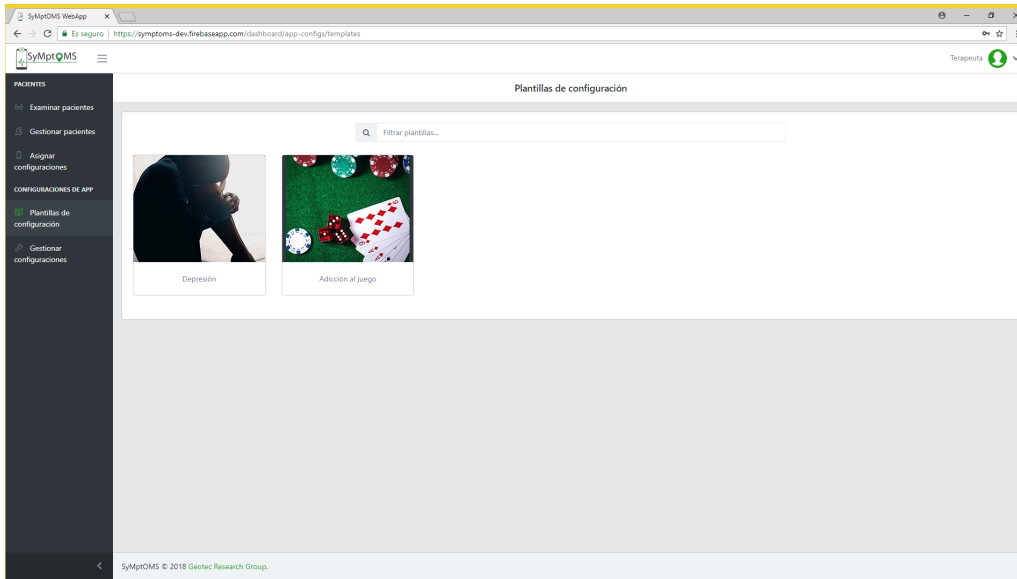 SyMptOMS WebApp
Es seguro | https://symptoms-dev.firebaseapp.com/dashboard/app-configs/templates
SyMptOMS
Terapeuta
PACIENTES
Plantillas de configuración
Examinar pacientes
Gestionar pacientes
Filtrar plantillas...
Asignar
configuraciones
CONFIGURACIONES DE APP
Plantillas de
configuración
Gestionar
configuraciones
Depresión
Adicción al juego
SyMptOMS © 2018 Geotec Research Group.